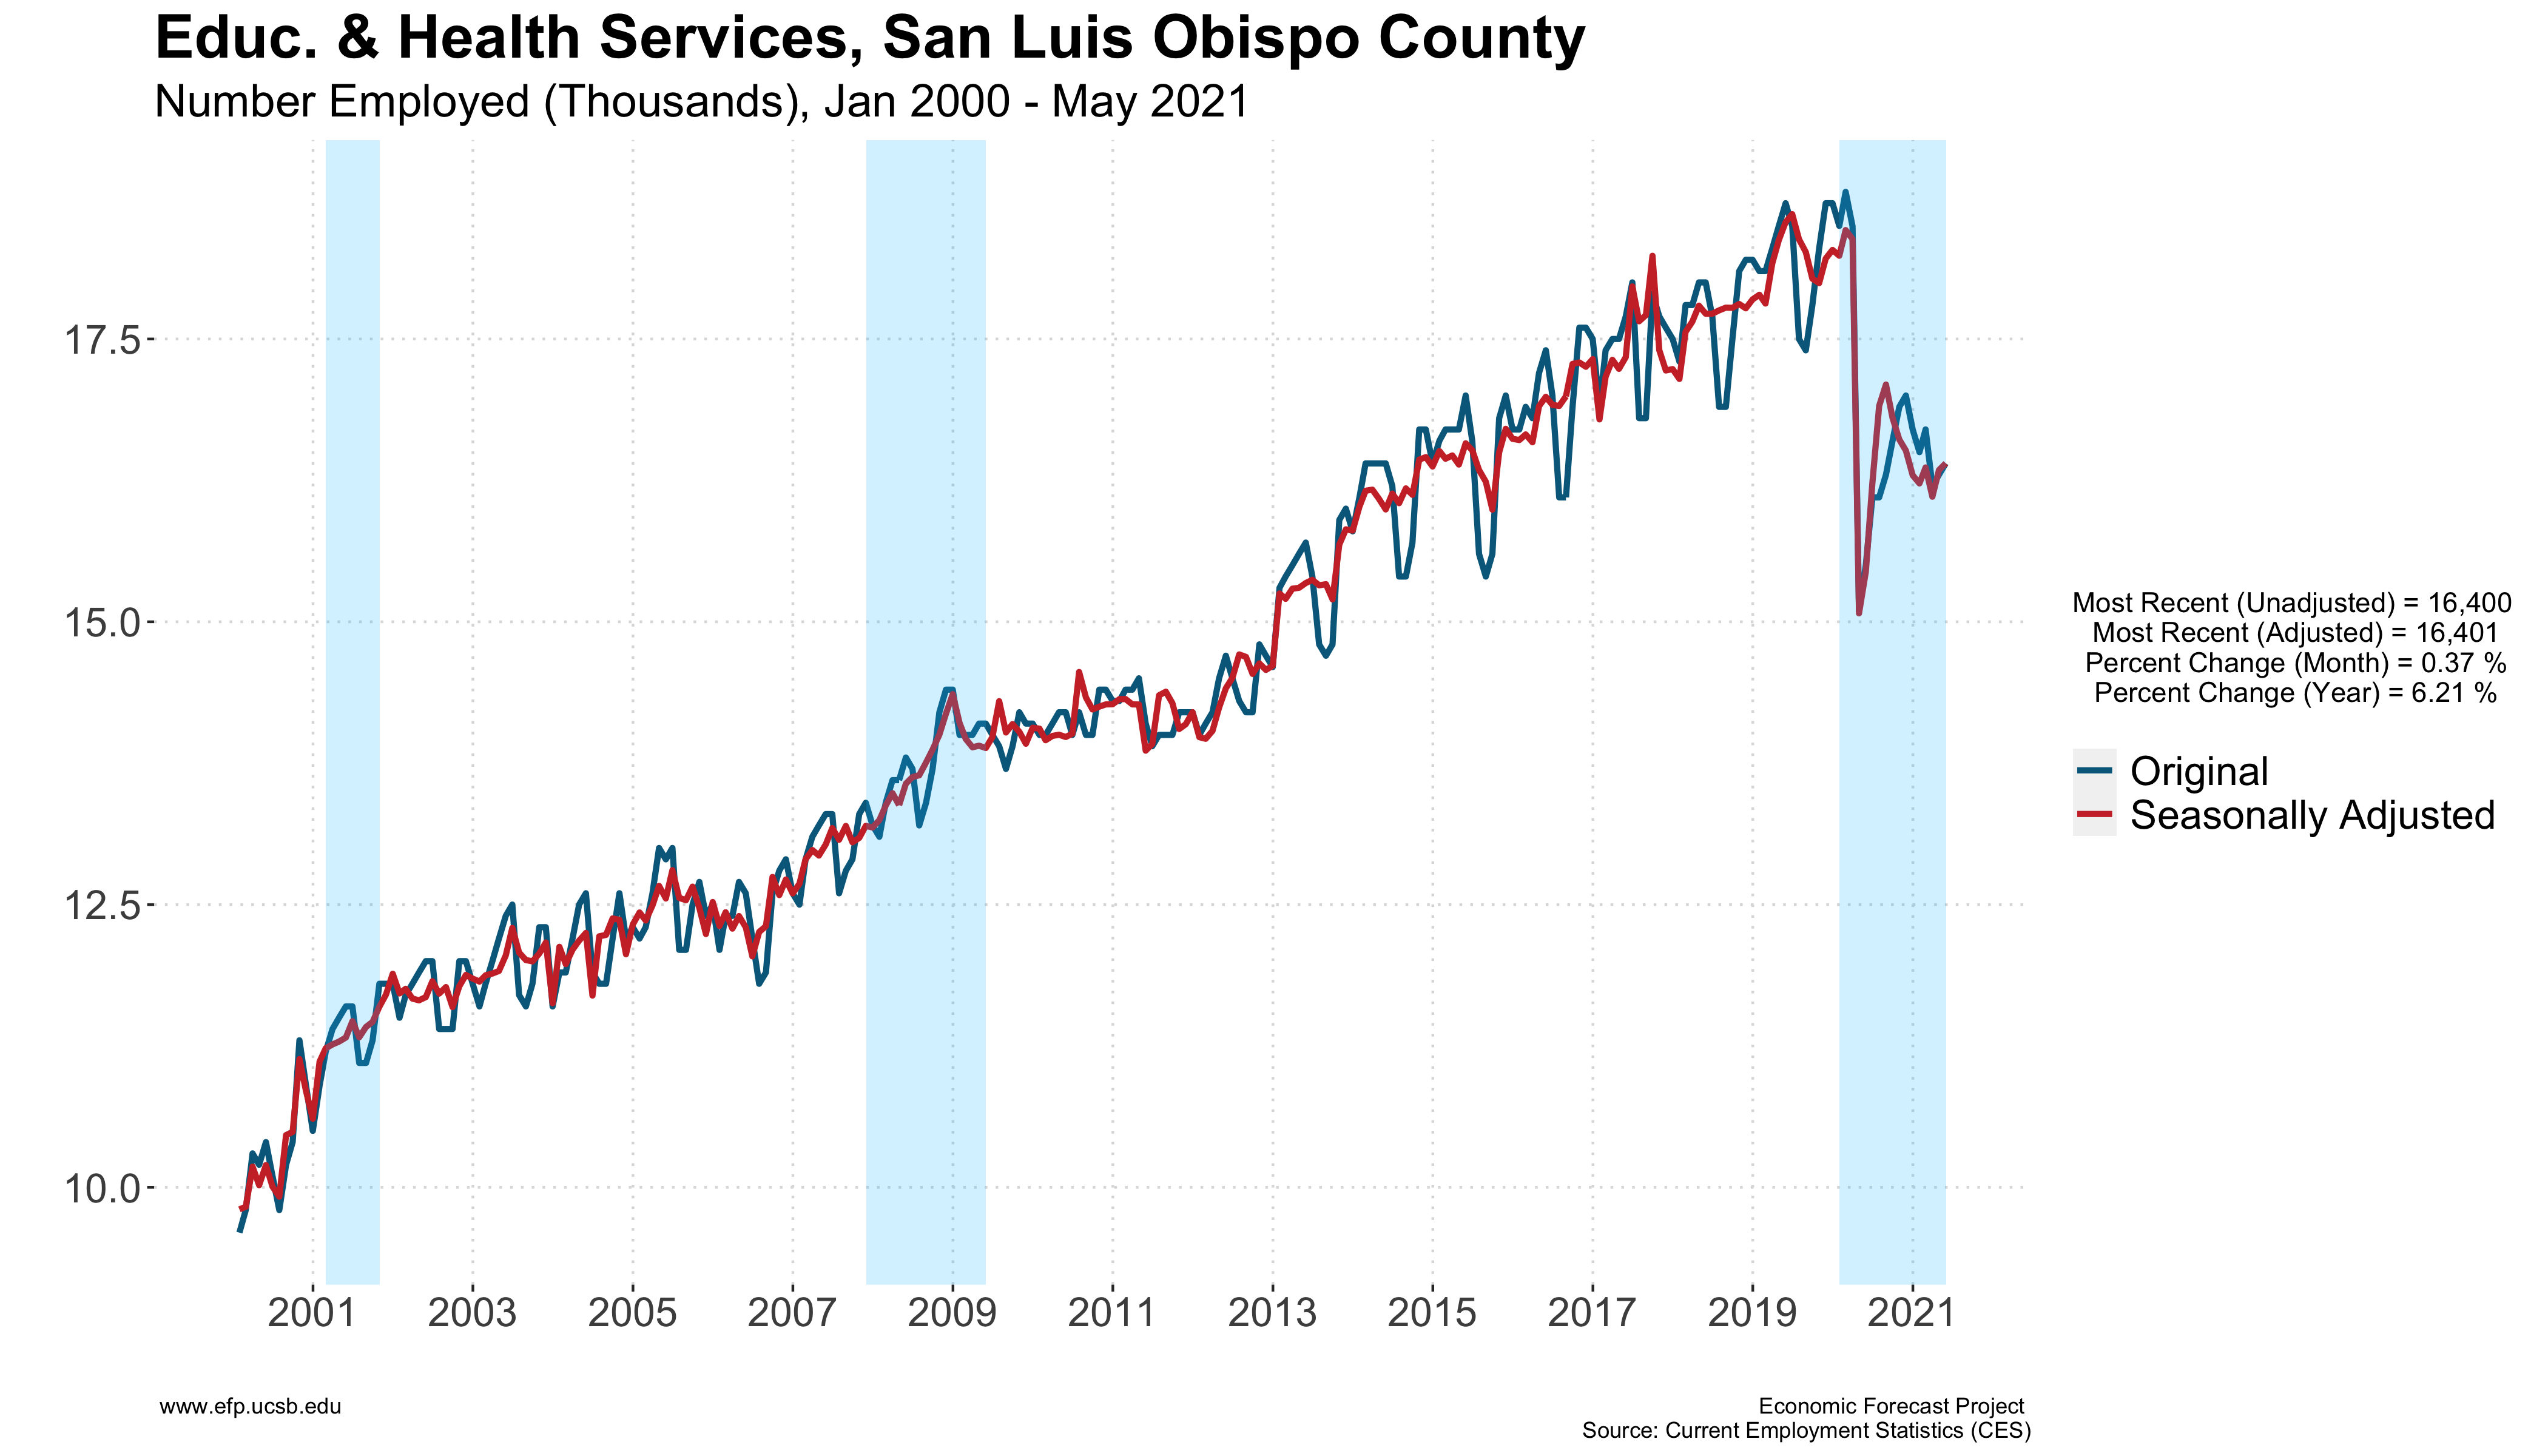 Educ. & Health Services, San Luis Obispo County
Number Employed (Thousands), Jan 2000 - May 2021
17.5
15.0
12.5
10.0
2001 2003 2005 2007 2009 2011 2013 2015 2017 2019 2021
Most Recent (Unadjusted) = 16,400
Most Recent (Adjusted) = 16,401
Percent Change (Month) = 0.37 %
Percent Change (Year) = 6.21 %
Original
Seasonally Adjusted
www.efp.ucsb.edu
Economic Forecast Project
Source: Current Employment Statistics (CES)